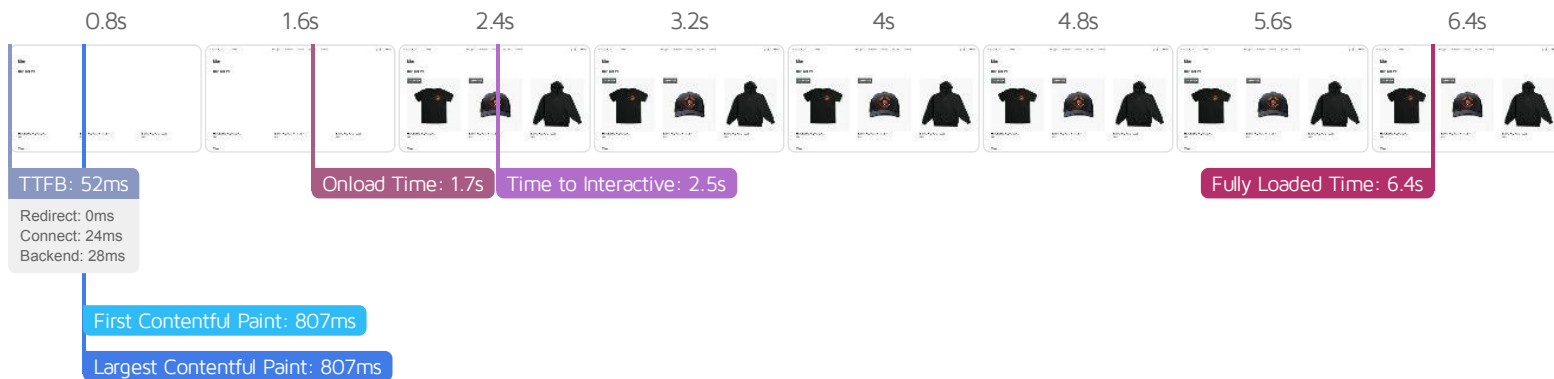 0.8s
1.6s
2.4s
3.2s
4s
4.8s
5.6s
6.4s
TTFB: 52ms
Redirect: 0ms
Connect: 24ms
Backend: 28ms
Onload Time: 1.7s
Time to Interactive: 2.5s
Fully Loaded Time: 6.4s
First Contentful Paint: 807ms
Largest Contentful Paint: 807ms